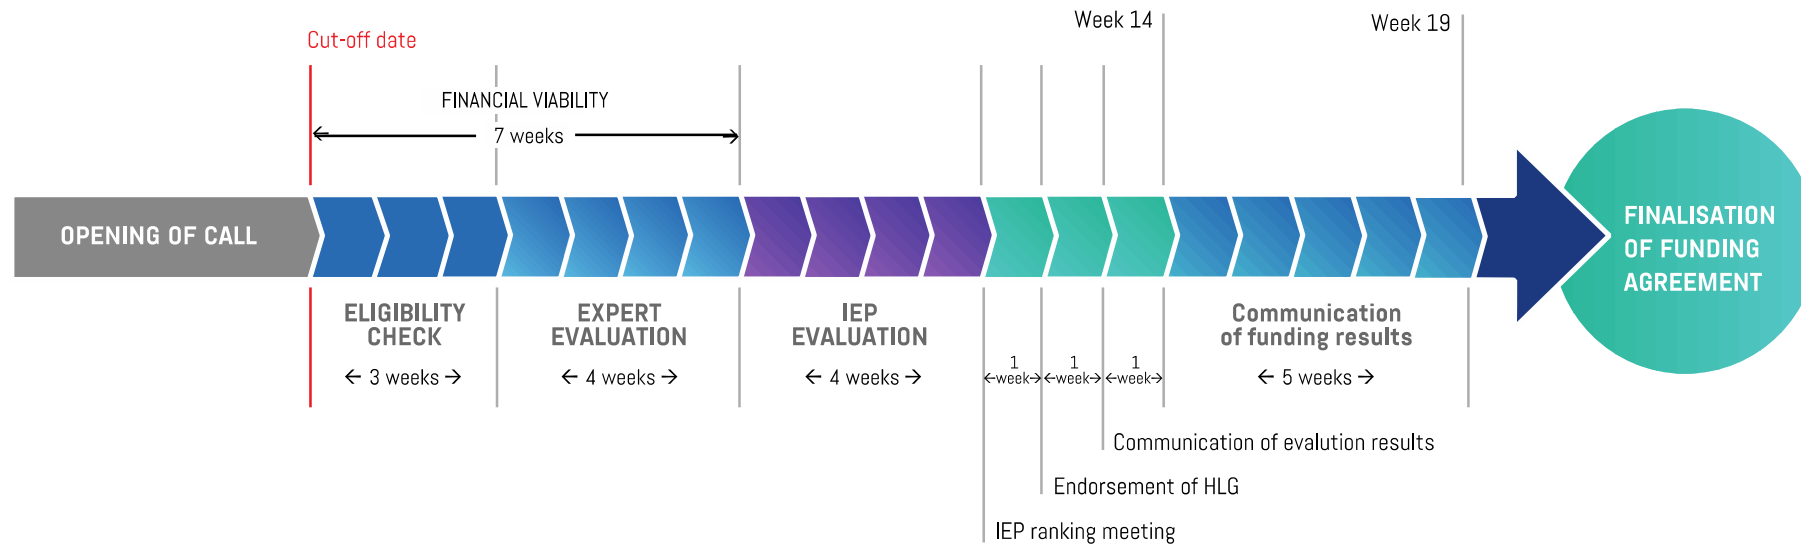 Week 14
Week 19
Cut-off date
FINANCIAL VIABILITY
7 weeks
OPENING OF CALL
FINALISATION
OF FUNDING
AGREEMENT
ELIGIBILITY
CHECK
3 weeks
EXPERT
EVALUATION
4 weeks
IEP
EVALUATION
4 weeks
1
week
1
week
1
week
Communication
of funding results
5 weeks
Communication of evalution results
Endorsement of HLG
IEP ranking meeting